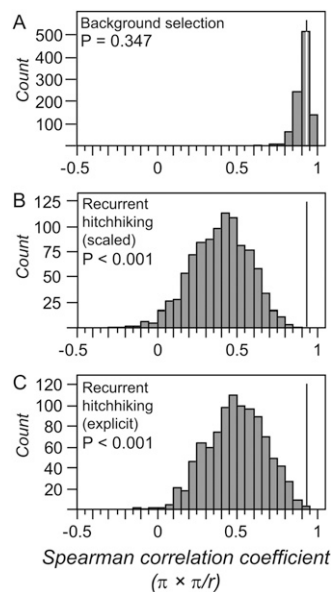 A
Background selection
P = 0.347
500
400
300
200
100
Count
-0.5
0
0.5
1
B
Recurrent
hitchhiking
(scaled)
P < 0.001
125
100
75
50
25
Count
-0.5
0
0.5
1
C
Recurrent
hitchhiking
(explicit)
P < 0.001
120
100
80
60
40
20
Count
-0.5
0
0.5
1
Spearman correlation coefficient
(π × π/r)